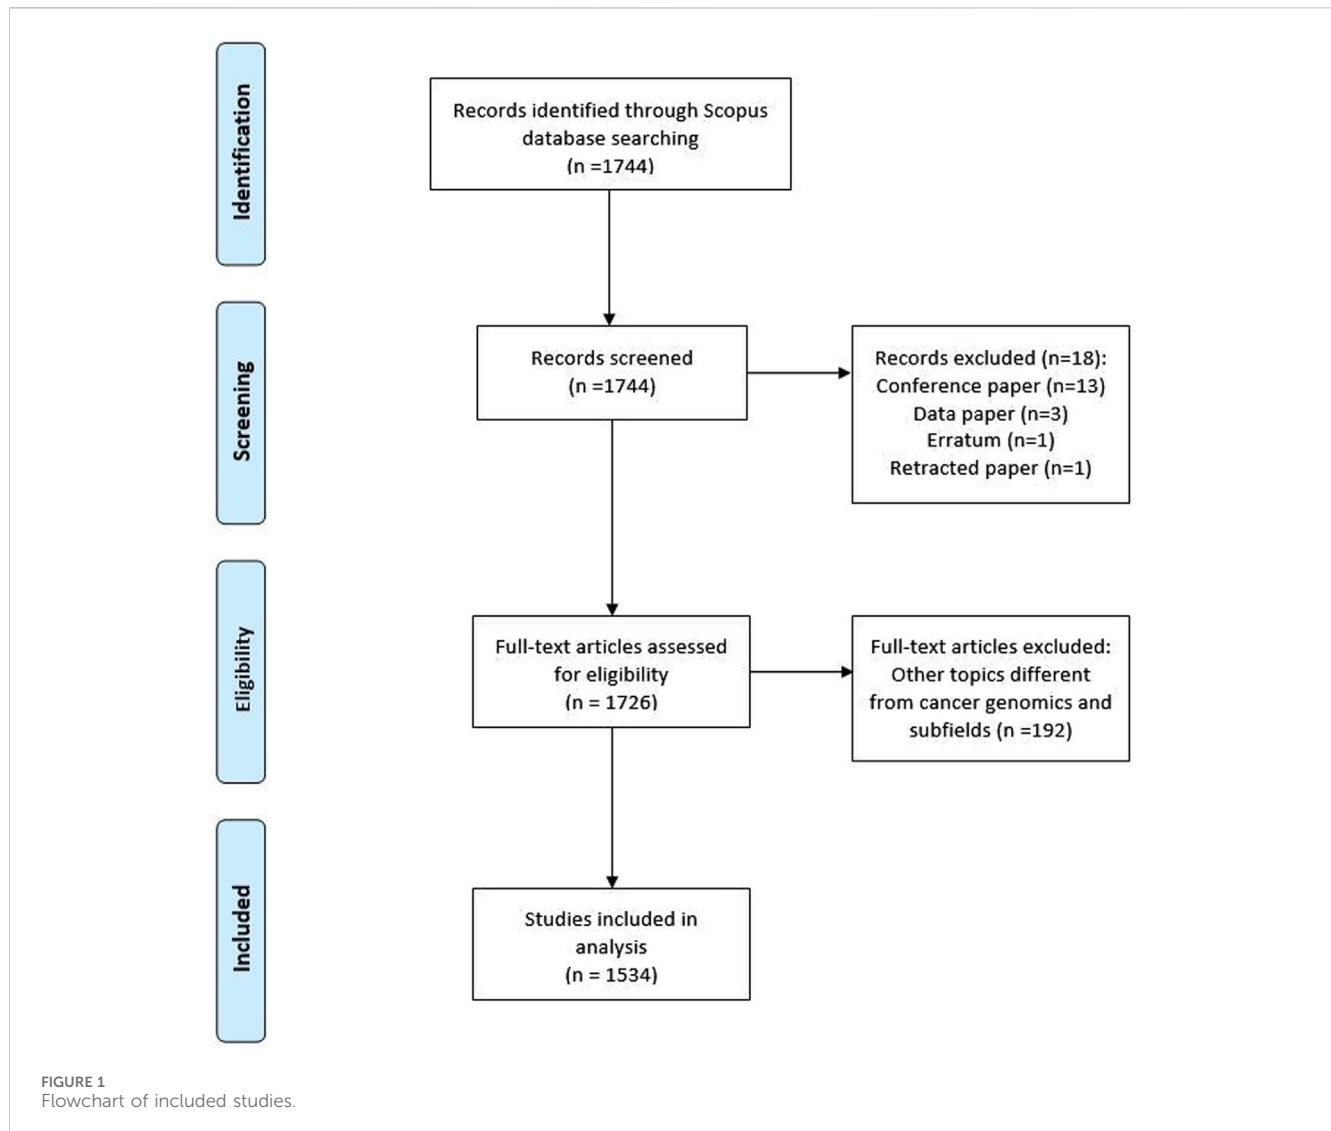 Identification
Records identified through Scopus
database searching
(n =1744)
Screening
Records screened
(n =1744)
Records excluded (n=18):
Conference paper (n=13)
Data paper (n=3)
Erratum (n=1)
Retracted paper (n=1)
Eligibility
Full-text articles assessed
for eligibility
(n = 1726)
Full-text articles excluded:
Other topics different
from cancer genomics and
subfields (n =192)
Included
Studies included in
analysis
(n = 1534)
FIGURE 1
Flowchart of included studies.